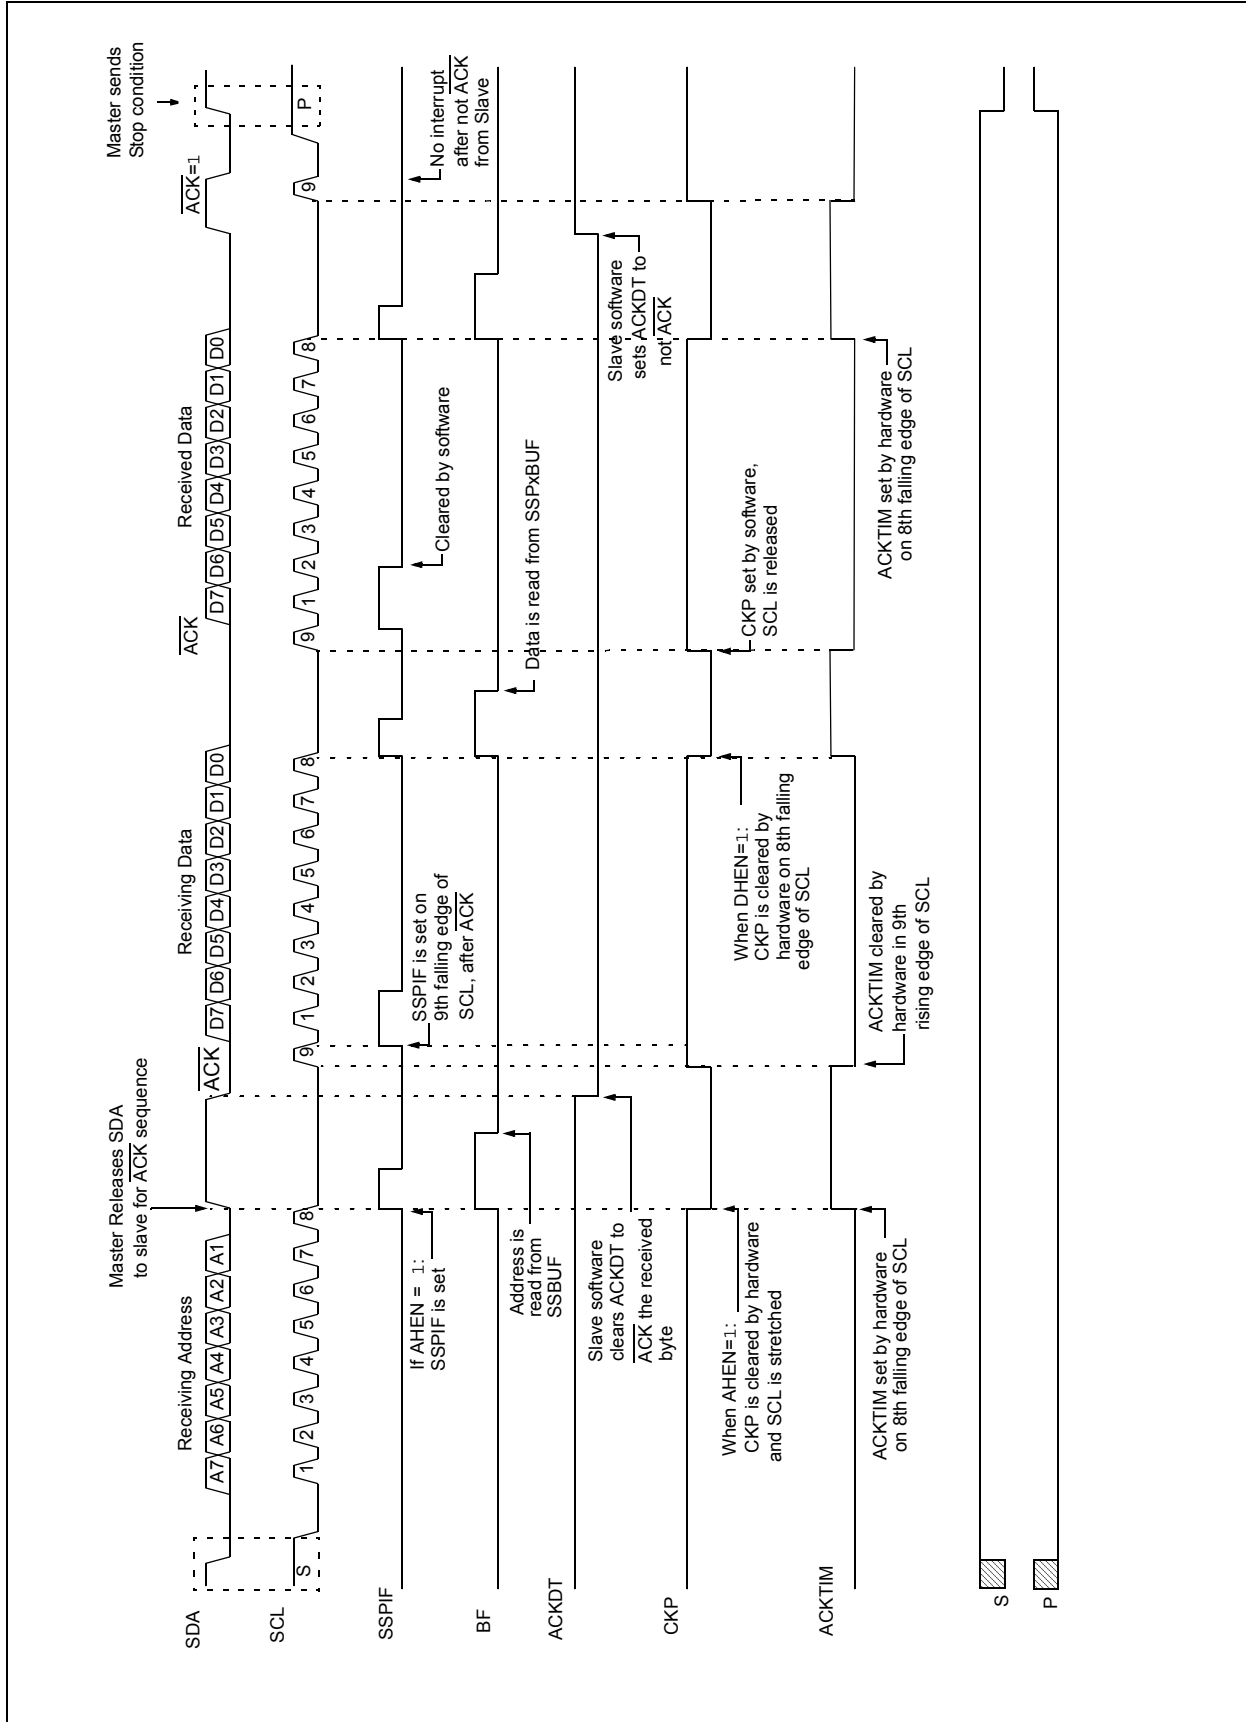 Master Releases SDA
to slave for ACK sequence
Master sends
Stop condition
Receiving Address
Receiving Data
Received Data
ACK
ACK
ACK=1
SDA
A7 A6 A5 A4 A3 A2 A1
D7 D6 D5 D4 D3 D2 D1 D0
D7 D6 D5 D4 D3 D2 D1 D0
SCL
S
1 2 3 4 5 6 7 8 9
1 2 3 4 5 6 7 8 9
1 2 3 4 5 6 7 8 9
P
SSPIF
If AHEN = 1:
SSPIF is set
SSPIF is set on
9th falling edge of
SCL, after ACK
Cleared by software
No interrupt
after not ACK
from Slave
BF
Address is
read from
SSBUF
Data is read from SSPxBUF
ACKDT
Slave software
clears ACKDT to
ACK the received
byte
Slave software
sets ACKDT to
not ACK
CKP
When AHEN=1:
CKP is cleared by hardware
and SCL is stretched
When DHEN=1:
CKP is cleared by
hardware on 8th falling
edge of SCL
CKP set by software,
SCL is released
ACKTIM
ACKTIM set by hardware
on 8th falling edge of SCL
ACKTIM cleared by
hardware in 9th
rising edge of SCL
ACKTIM set by hardware
on 8th falling edge of SCL
S
P